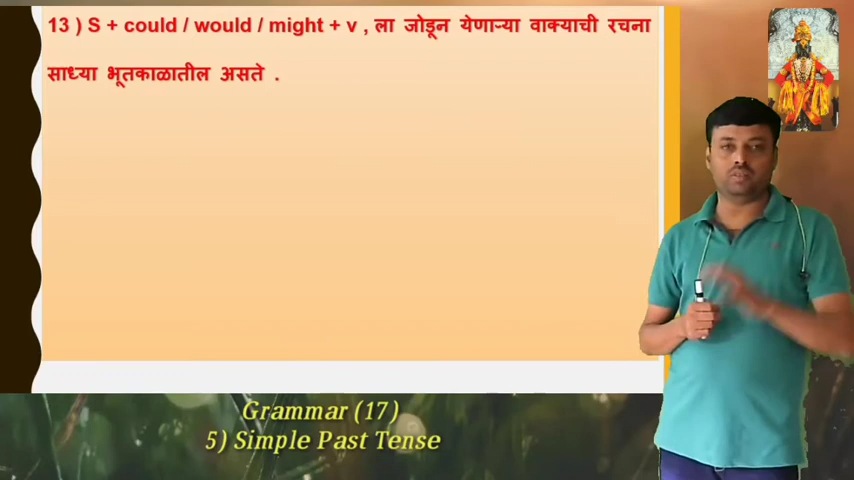 13 ) S + could / would / might + v , ला जोडून येणाऱ्या वाक्याची रचना
साध्या भूतकाळातील असते .
Grammar (17)
5) Simple Past Tense